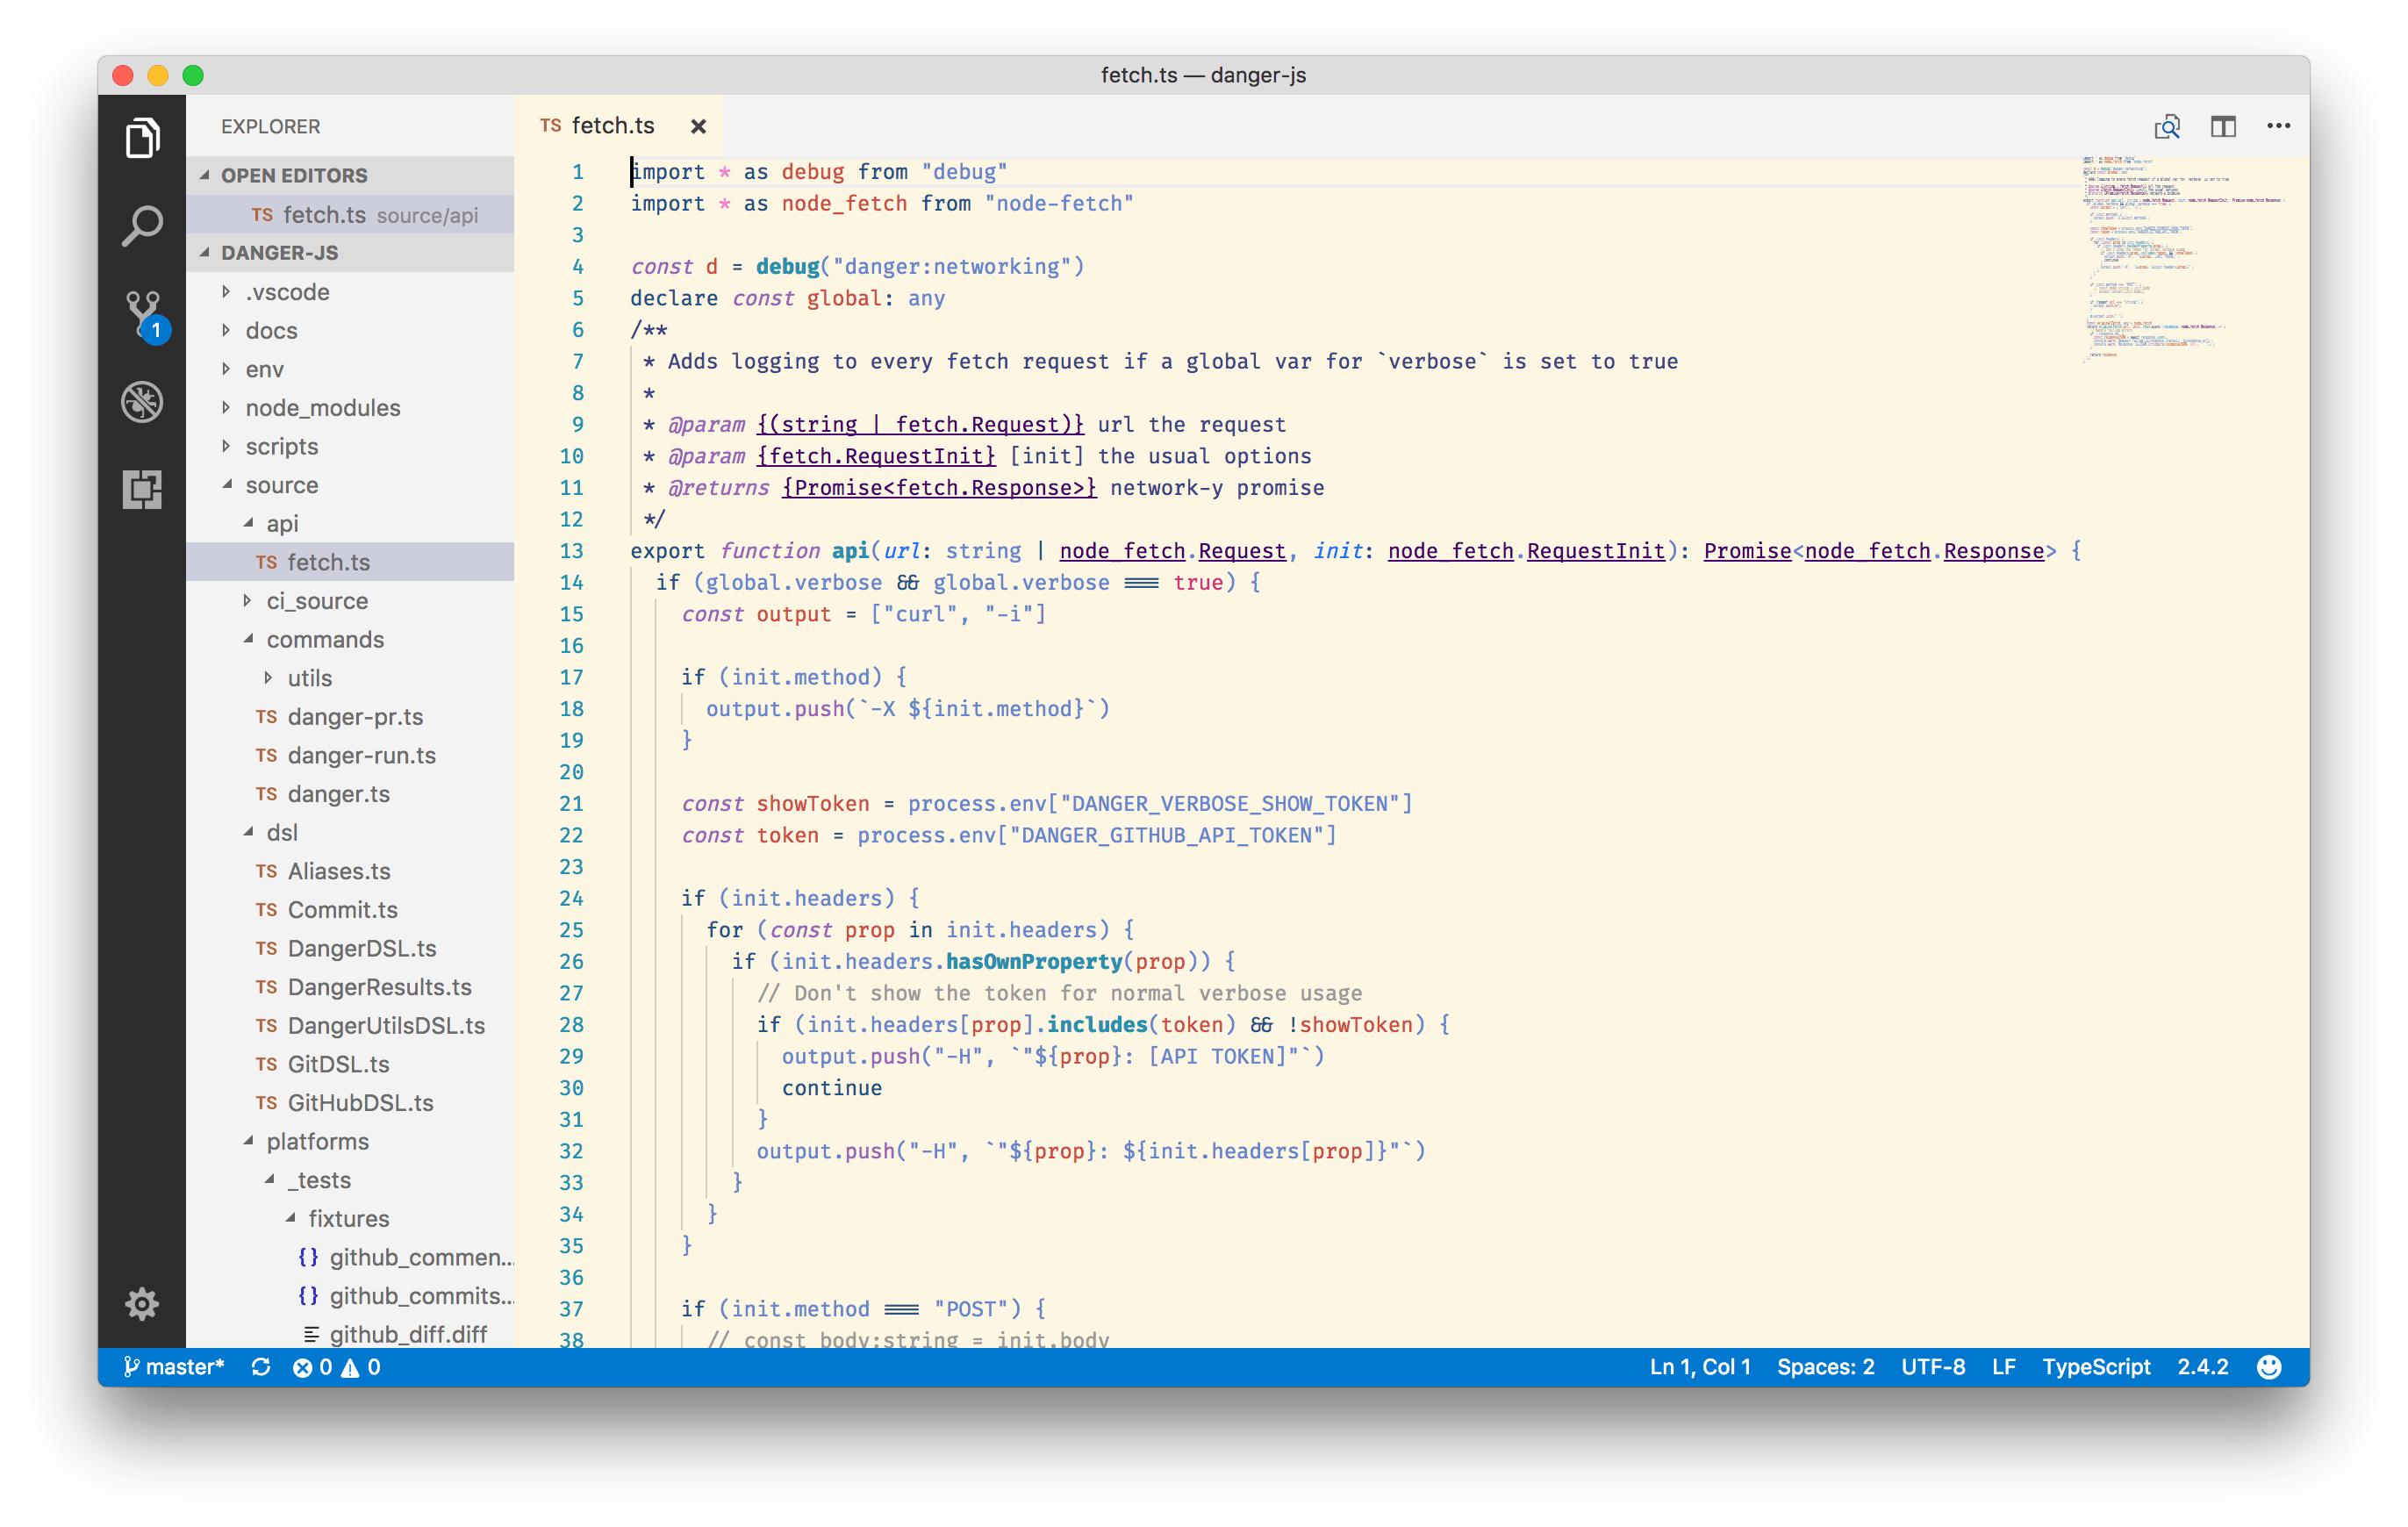 fetch.ts — danger-js
EXPLORER
OPEN EDITORS
TS fetch.ts source/api
DANGER-JS
.vscode
docs
env
node_modules
scripts
source
api
TS fetch.ts
ci_source
commands
utils
TS danger-pr.ts
TS danger-run.ts
TS danger.ts
dsl
TS Aliases.ts
TS Commit.ts
TS DangerDSL.ts
TS DangerResults.ts
TS DangerUtilsDSL.ts
TS GitDSL.ts
TS GitHubDSL.ts
platforms
_tests
fixtures
{} github_commen...
{} github_commits...
github_diff.diff
1
TS fetch.ts
1 import * as debug from "debug"
2 import * as node_fetch from "node-fetch"
3
4 const d = debug("danger:networking")
5 declare const global: any
6 /**
7 * Adds logging to every fetch request if a global var for `verbose` is set to true
8 *
9 * @param {(string | fetch.Request)} url the request
10 * @param {fetch.RequestInit} [init] the usual options
11 * @returns {Promise<fetch.Response>} network-y promise
12 */
13 export function api(url: string | node_fetch.Request, init: node_fetch.RequestInit): Promise<node_fetch.Response> {
14 if (global.verbose && global.verbose === true) {
15 const output = ["curl", "-i"]
16
17 if (init.method) {
18 output.push(`-X ${init.method}`)
19 }
20
21 const showToken = process.env["DANGER_VERBOSE_SHOW_TOKEN"]
22 const token = process.env["DANGER_GITHUB_API_TOKEN"]
23
24 if (init.headers) {
25 for (const prop in init.headers) {
26 if (init.headers.hasOwnProperty(prop)) {
27 // Don't show the token for normal verbose usage
28 if (init.headers[prop].includes(token) && !showToken) {
29 output.push("-H", `"${prop}: [API TOKEN]"`)
30 continue
31 }
32 output.push("-H", `"${prop}: ${init.headers[prop]}"`)
33 }
34 }
35 }
36
37 if (init.method === "POST") {
38 // const body:string = init.body
master* 0 0
Ln 1, Col 1 Spaces: 2 UTF-8 LF TypeScript 2.4.2